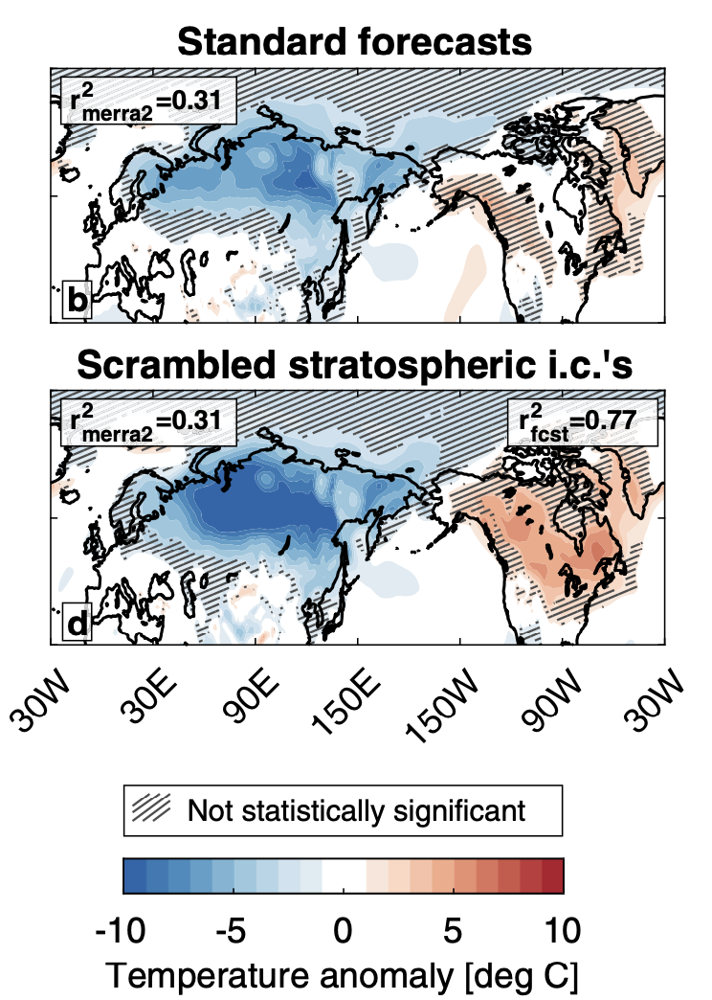 Standard forecasts
r²merra2=0.31
b
Scrambled stratospheric i.c.'s
r²merra2=0.31 r²fcst=0.77
d
30W 30E 90E 150E 150W 90W 30W
Not statistically significant
-10 -5 0 5 10
Temperature anomaly [deg C]